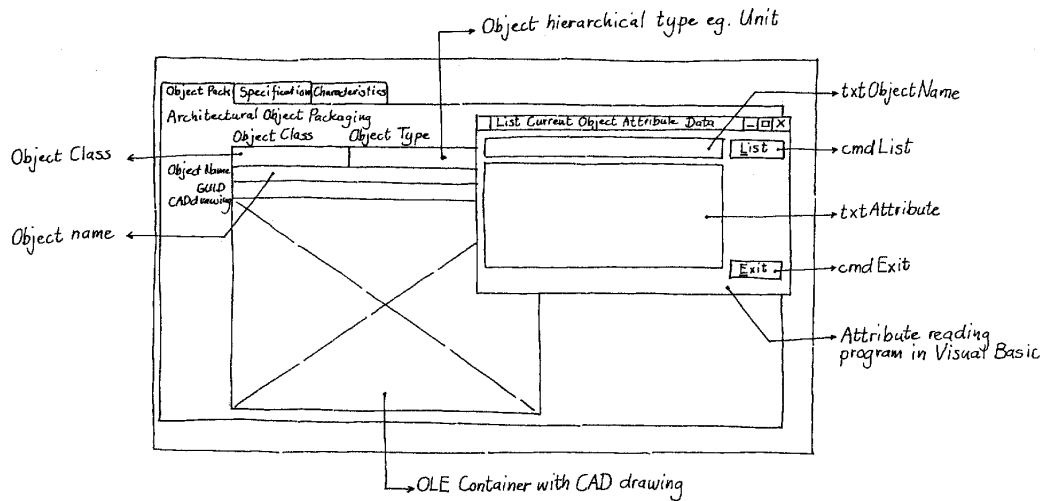 Object hierarchical type eg. Unit
Object Pack Specification Characteristics
Architectural Object Packaging
Object Class Object Type
Object Name
GUID
CADdrawing
List Current Object Attribute Data
List
Exit
Object Class
Object name
txtObjectName
cmdList
txtAttribute
cmdExit
Attribute reading
program in Visual Basic
OLE Container with CAD drawing